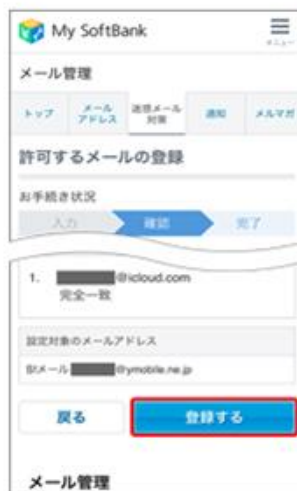 My SoftBank
メニュー
メール管理
トップ
メール
アドレス
迷惑メール
対策
通知
メルマガ
許可するメールの登録
お手続き状況
入力
確認
完了
1. @icloud.com
完全一致
設定対象のメールアドレス
B!メール @ymobile.ne.jp
戻る
登録する
メール管理